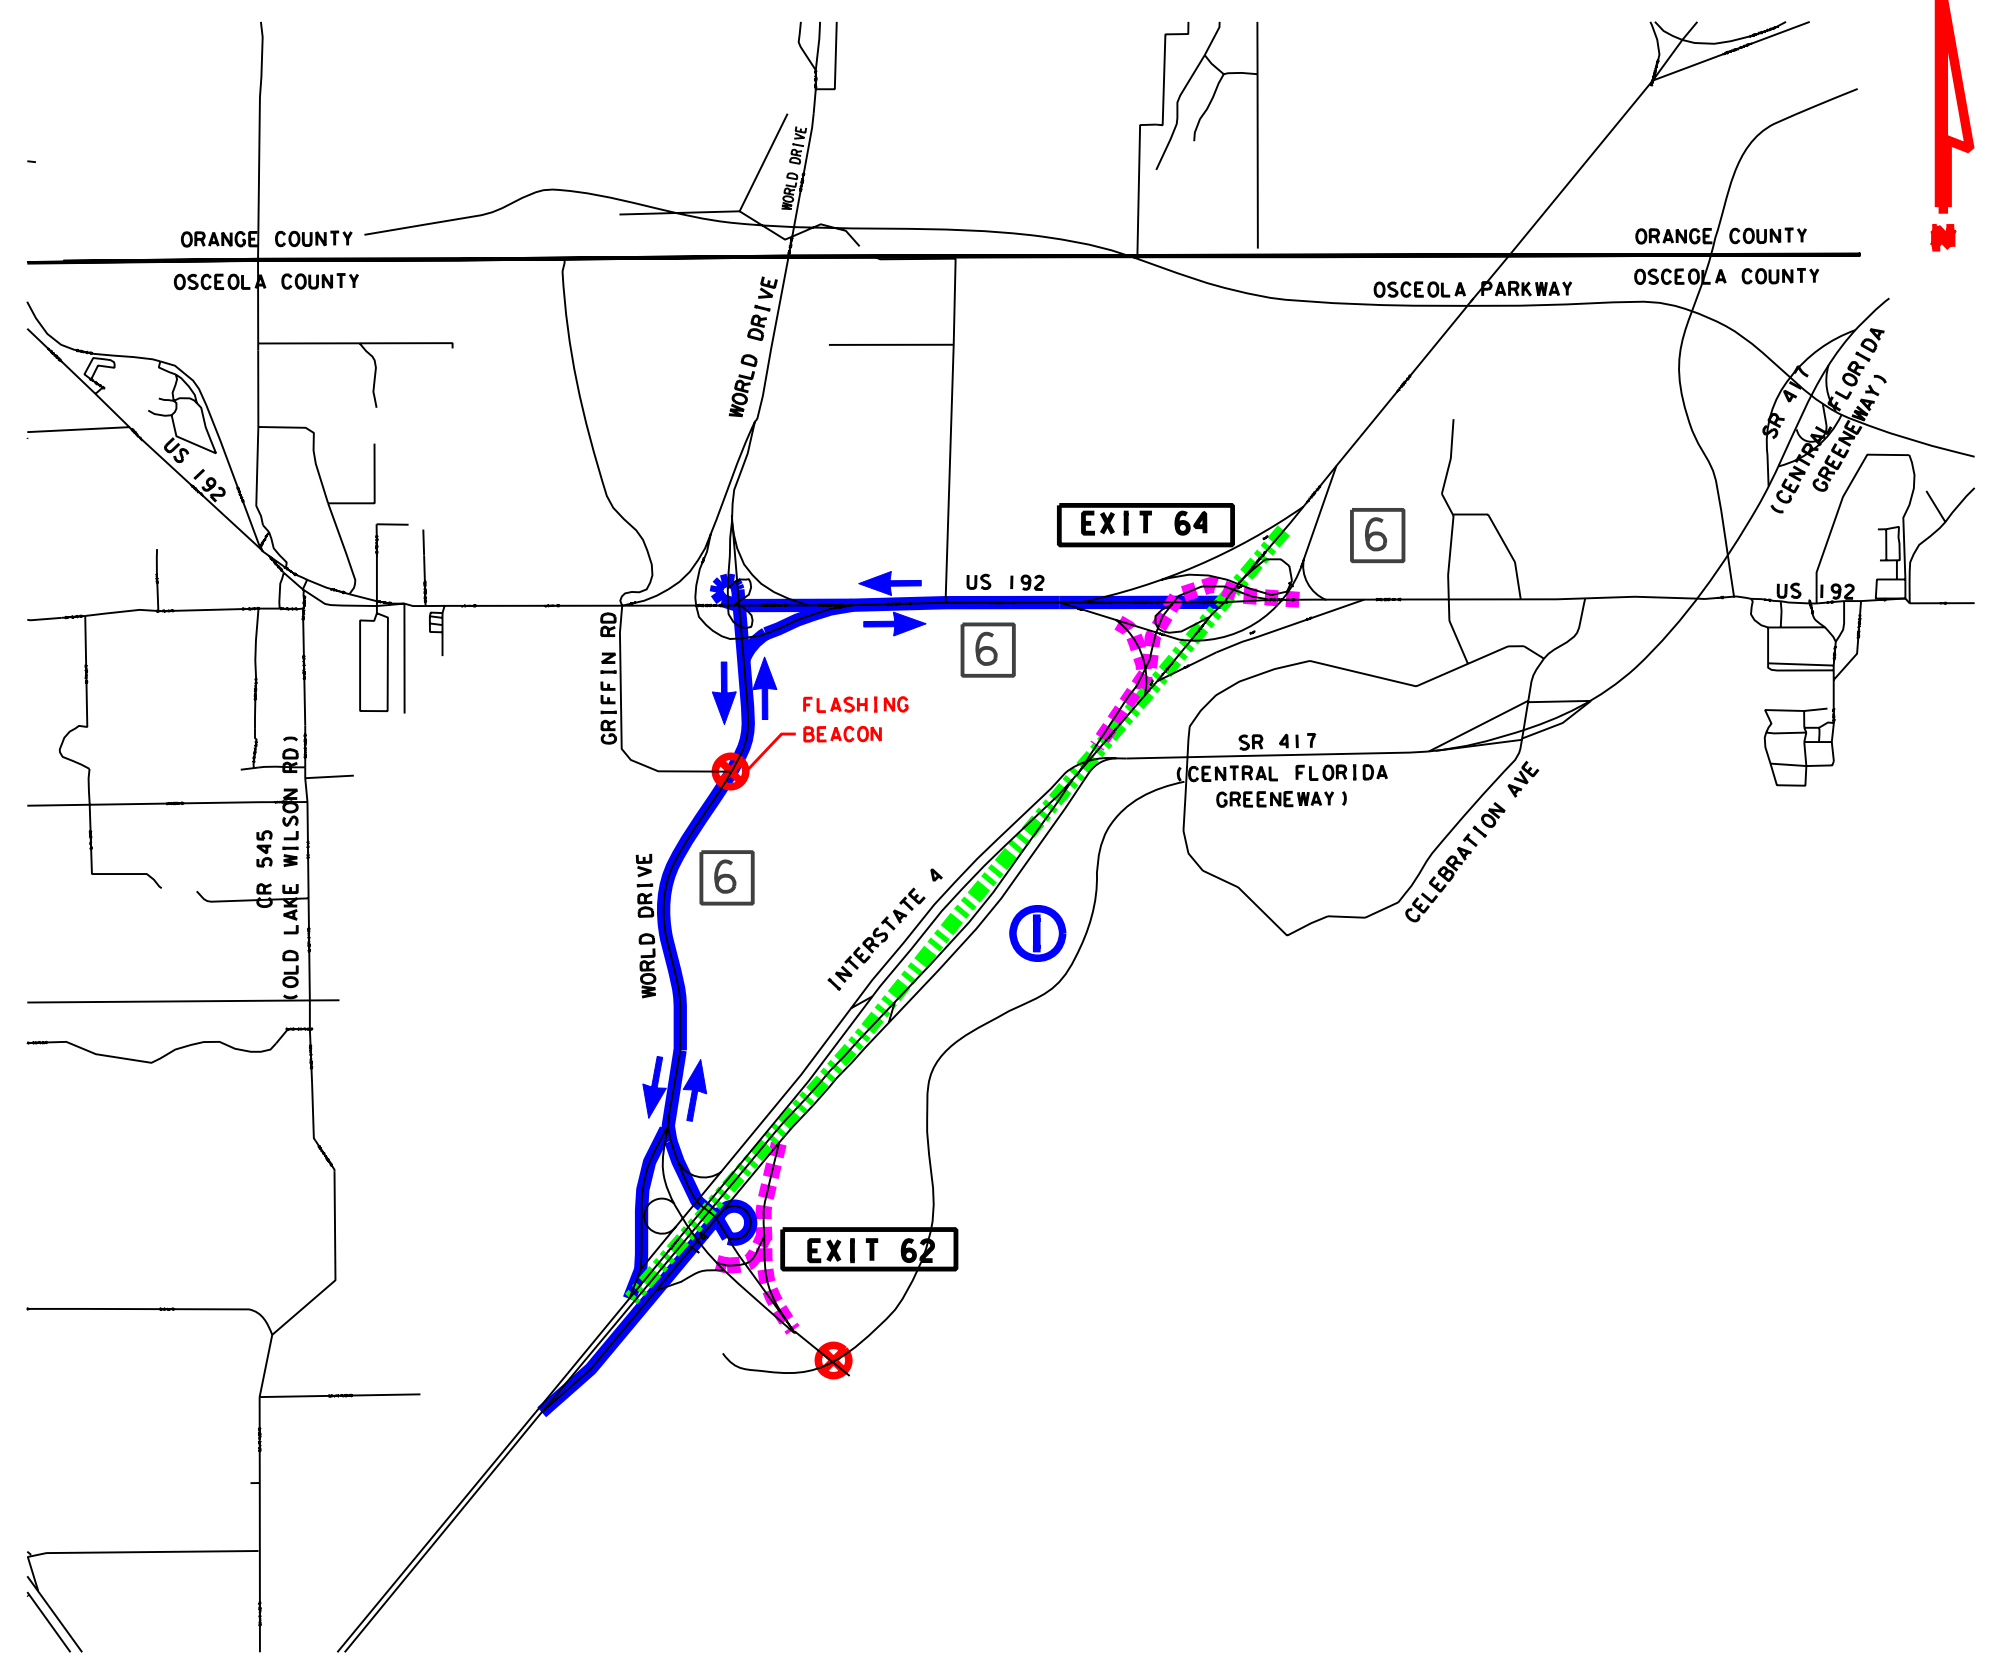 WORLD DRIVE
N
ORANGE COUNTY
ORANGE COUNTY
OSCEOLA COUNTY
OSCEOLA COUNTY
OSCEOLA PARKWAY
WORLD DRIVE
SR 417
(CENTRAL FLORIDA
GREENEWAY)
US 192
EXIT 64
6
US 192
US 192
6
GRIFFIN RD
FLASHING
BEACON
SR 417
(CENTRAL FLORIDA
GREENEWAY)
CELEBRATION AVE
CR 545
(OLD LAKE WILSON RD)
6
WORLD DRIVE
INTERSTATE 4
1
EXIT 62